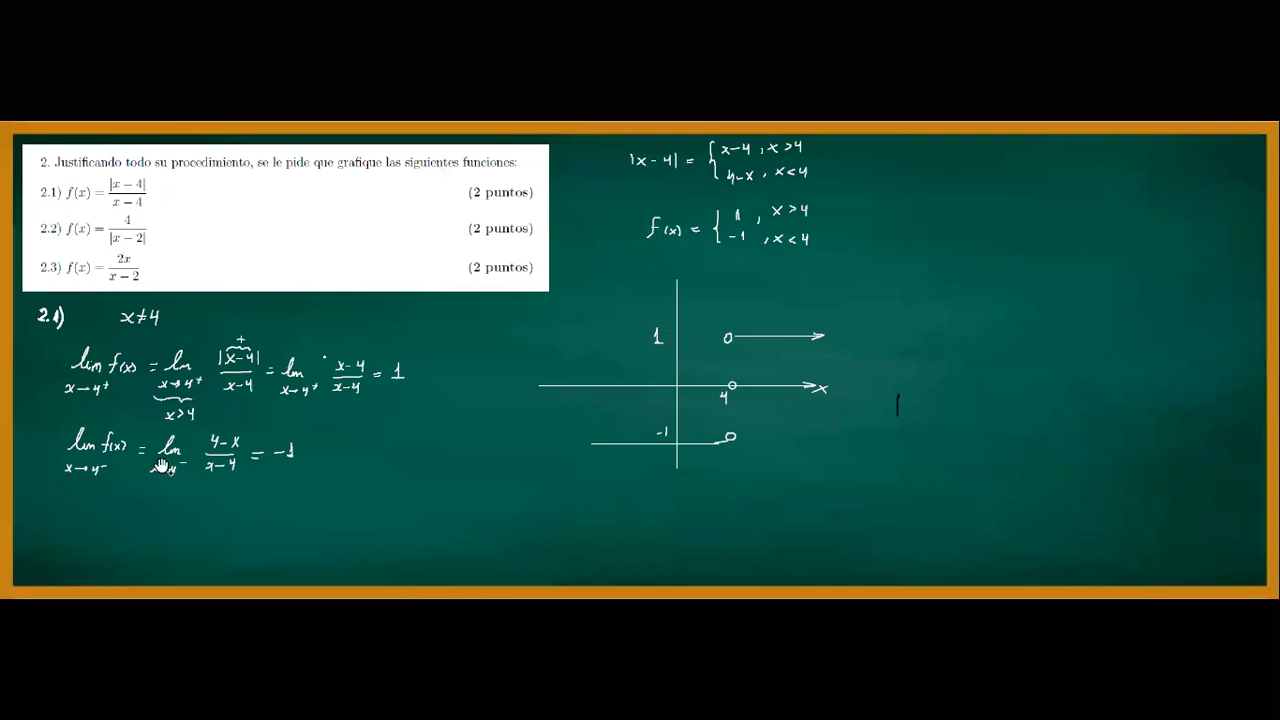 2. Justificando todo su procedimiento, se le pide que grafique las siguientes funciones:
2.1) f(x) = |x − 4| / x − 4 (2 puntos)
2.2) f(x) = 4 / |x − 2| (2 puntos)
2.3) f(x) = 2x / x − 2 (2 puntos)
2.1) x≠4
lim x→4⁺ f(x) = lim x→4⁺ |x−4| / x−4 = lim x→4⁺ x−4 / x−4 = 1
+
x>4
lim x→4⁻ f(x) = lim 4−x / x−4 = −1
|x−4| = { x−4 , x>4
4−x , x<4
f(x) = { 1 , x>4
−1 , x<4
1
4 x
-1